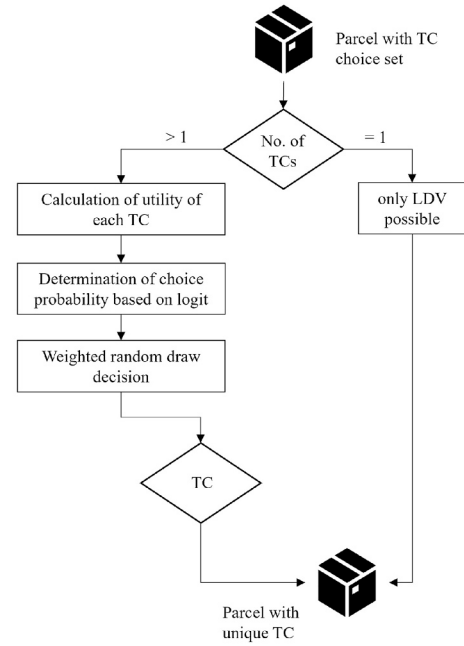 Parcel with TC
choice set
No. of
TCs
> 1
= 1
Calculation of utility of
each TC
only LDV
possible
Determination of choice
probability based on logit
Weighted random draw
decision
TC
Parcel with
unique TC